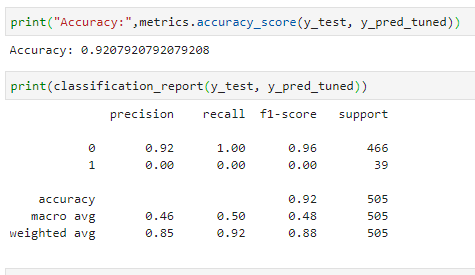 print("Accuracy:",metrics.accuracy_score(y_test, y_pred_tuned))
Accuracy: 0.9207920792079208
print(classification_report(y_test, y_pred_tuned))
precision recall f1-score support
0 0.92 1.00 0.96 466
1 0.00 0.00 0.00 39
accuracy 0.92 505
macro avg 0.46 0.50 0.48 505
weighted avg 0.85 0.92 0.88 505